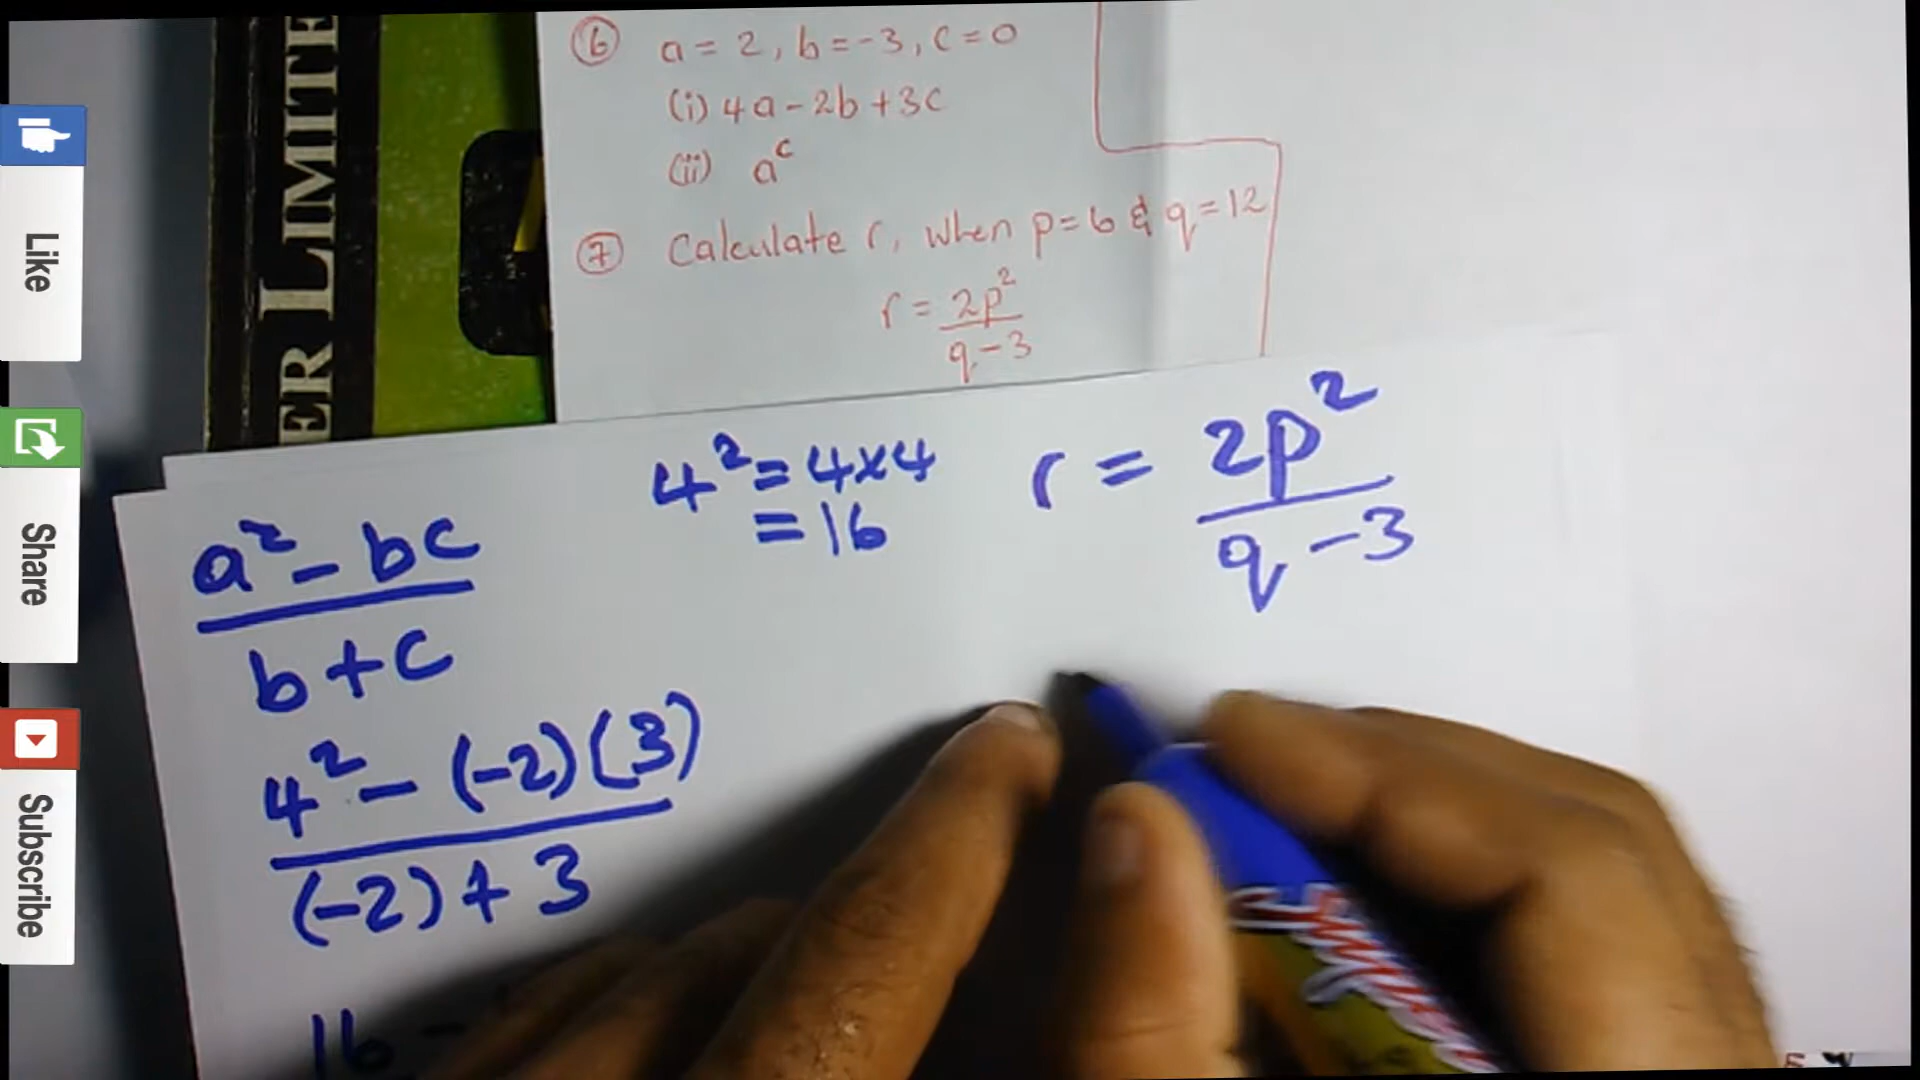 ER LIMITE
⑥ a = 2, b = -3, c = 0
(i) 4a - 2b + 3c
(ii) a^c
⑦ Calculate r, when p = 6 & q = 12
r = 2p² / q - 3
4² = 4 x 4
= 16
r = 2p² / q - 3
a² - bc / b + c
4² - (-2)(3) / (-2) + 3
16 -
Like
Share
Subscribe